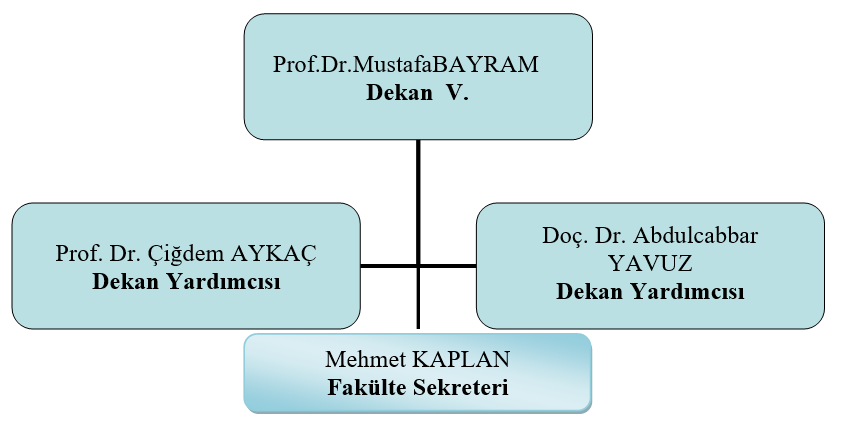 Prof.Dr.MustafaBAYRAM
Dekan V.
Prof. Dr. Çiğdem AYKAÇ
Dekan Yardımcısı
Doç. Dr. Abdulcabbar
YAVUZ
Dekan Yardımcısı
Mehmet KAPLAN
Fakülte Sekreteri